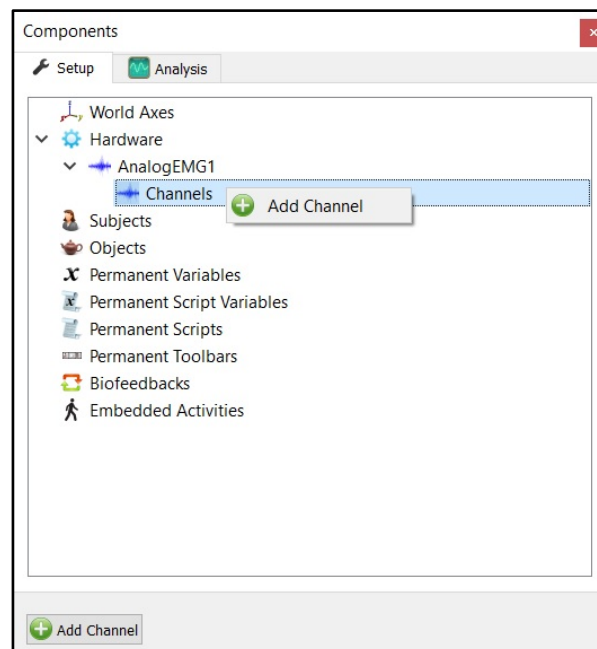 Components
Setup
Analysis
World Axes
Hardware
AnalogEMG1
Channels
Add Channel
Subjects
Objects
Permanent Variables
Permanent Script Variables
Permanent Scripts
Permanent Toolbars
Biofeedbacks
Embedded Activities
Add Channel